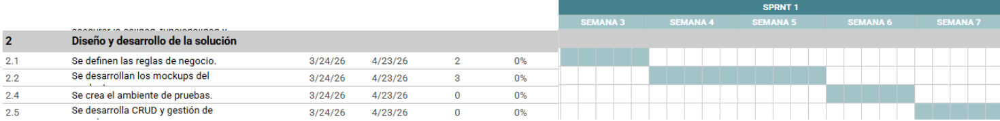 SPRNT 1
SEMANA 3 SEMANA 4 SEMANA 5 SEMANA 6 SEMANA 7
2 Diseño y desarrollo de la solución
2.1 Se definen las reglas de negocio. 3/24/26 4/23/26 2 0%
2.2 Se desarrollan los mockups del 3/24/26 4/23/26 3 0%
2.4 Se crea el ambiente de pruebas. 3/24/26 4/23/26 0 0%
2.5 Se desarrolla CRUD y gestión de 3/24/26 4/23/26 0 0%